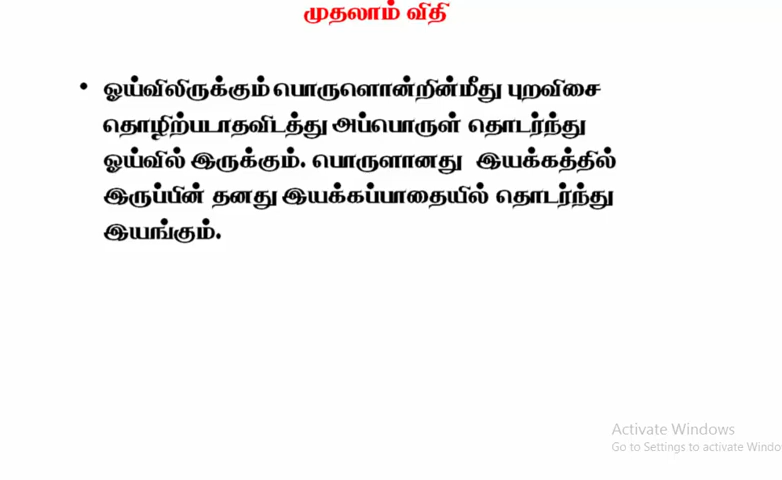 முதலாம் விதி
• ஓய்விலிருக்கும் பொருளொன்றின்மீது புறவிசை
தொழிற்படாதவிடத்து அப்பொருள் தொடர்ந்து
ஓய்வில் இருக்கும். பொருளானது இயக்கத்தில்
இருப்பின் தனது இயக்கப்பாதையில் தொடர்ந்து
இயங்கும்.
Activate Windows
Go to Settings to activate Windo